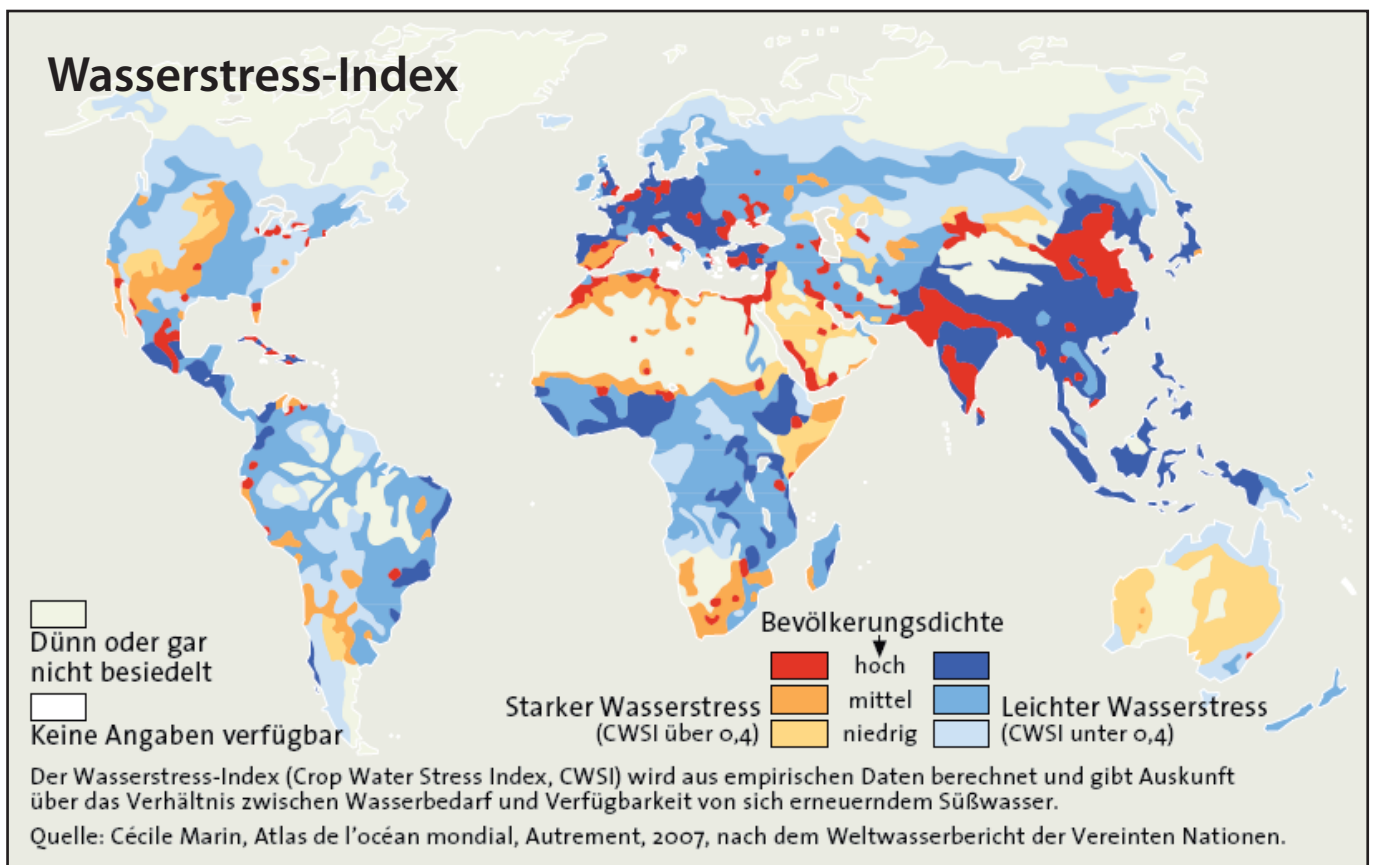 Wasserstress-Index
Dünn oder gar
nicht besiedelt
Keine Angaben verfügbar
Bevölkerungsdichte
hoch
Starker Wasserstress
(CWSI über 0,4)
mittel
niedrig
Leichter Wasserstress
(CWSI unter 0,4)
Der Wasserstress-Index (Crop Water Stress Index, CWSI) wird aus empirischen Daten berechnet und gibt Auskunft
über das Verhältnis zwischen Wasserbedarf und Verfügbarkeit von sich erneuerndem Süßwasser.
Quelle: Cécile Marin, Atlas de l'océan mondial, Autrement, 2007, nach dem Weltwasserbericht der Vereinten Nationen.